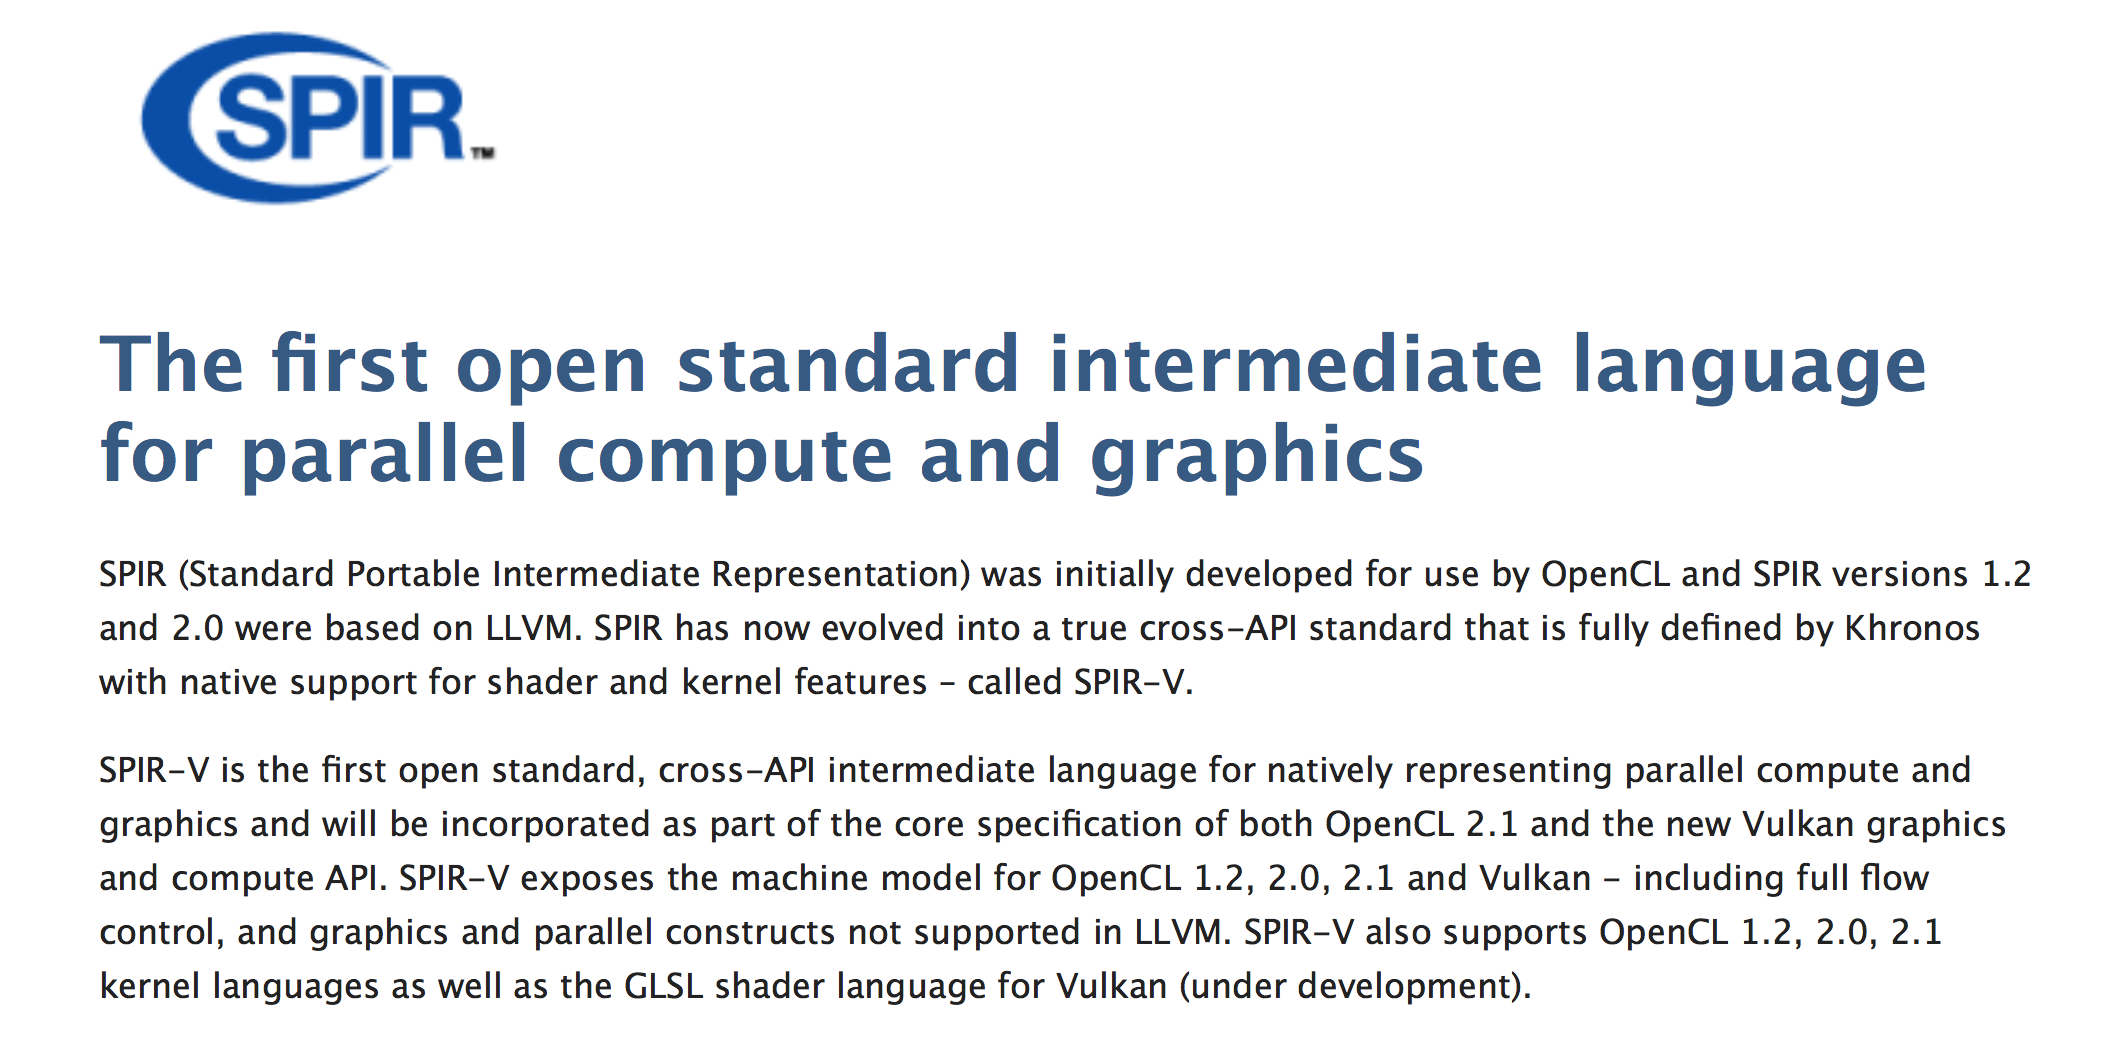 SPIR™
The first open standard intermediate language
for parallel compute and graphics
SPIR (Standard Portable Intermediate Representation) was initially developed for use by OpenCL and SPIR versions 1.2
and 2.0 were based on LLVM. SPIR has now evolved into a true cross-API standard that is fully defined by Khronos
with native support for shader and kernel features – called SPIR-V.
SPIR-V is the first open standard, cross-API intermediate language for natively representing parallel compute and
graphics and will be incorporated as part of the core specification of both OpenCL 2.1 and the new Vulkan graphics
and compute API. SPIR-V exposes the machine model for OpenCL 1.2, 2.0, 2.1 and Vulkan – including full flow
control, and graphics and parallel constructs not supported in LLVM. SPIR-V also supports OpenCL 1.2, 2.0, 2.1
kernel languages as well as the GLSL shader language for Vulkan (under development).